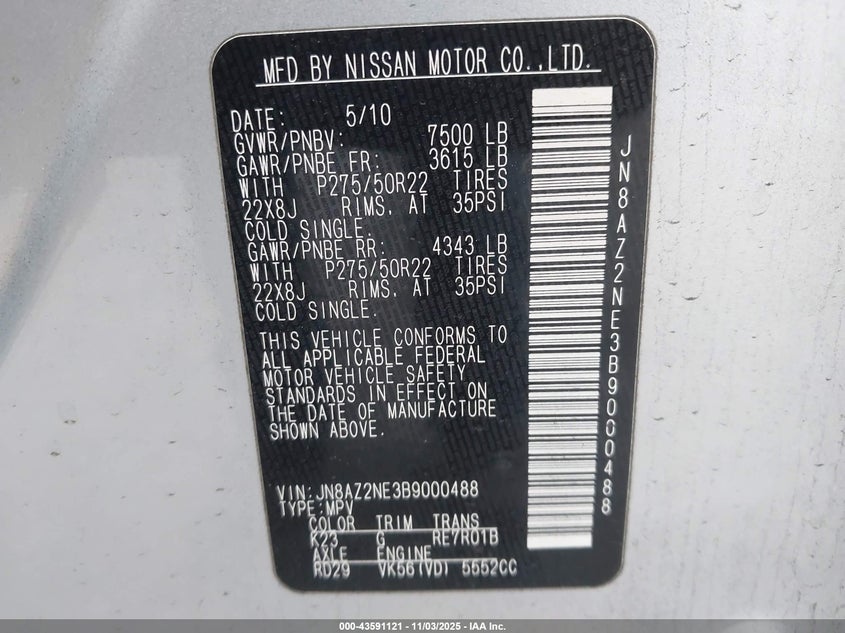 MFD BY NISSAN MOTOR CO.,LTD.
DATE: 5/10
GVWR/PNBV: 7500 LB
GAWR/PNBE FR: 3615 LB
WITH P275/50R22 TIRES
22X8J RIMS, AT 35PSI
COLD SINGLE.
GAWR/PNBE RR: 4343 LB
WITH P275/50R22 TIRES
22X8J RIMS, AT 35PSI
COLD SINGLE.
THIS VEHICLE CONFORMS TO
ALL APPLICABLE FEDERAL
MOTOR VEHICLE SAFETY
STANDARDS IN EFFECT ON
THE DATE OF MANUFACTURE
SHOWN ABOVE.
VIN:JN8AZ2NE3B9000488
TYPE:MPV
COLOR TRIM TRANS
K23 G RE7R01B
AXLE ENGINE
RD29 VK56(VD) 5552CC
JN8AZ2NE3B9000488
000-43591121 - 11/03/2025 - IAA Inc.